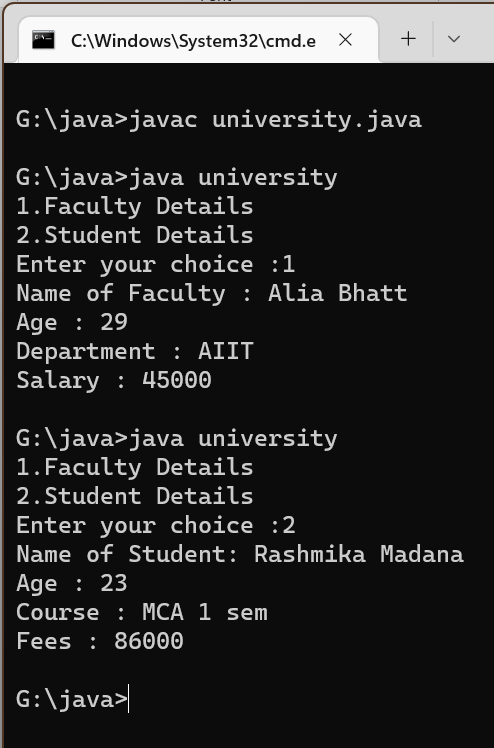 C:\Windows\System32\cmd.e
G:\java>javac university.java
G:\java>java university
1.Faculty Details
2.Student Details
Enter your choice :1
Name of Faculty : Alia Bhatt
Age : 29
Department : AIIT
Salary : 45000
G:\java>java university
1.Faculty Details
2.Student Details
Enter your choice :2
Name of Student: Rashmika Madana
Age : 23
Course : MCA 1 sem
Fees : 86000
G:\java>